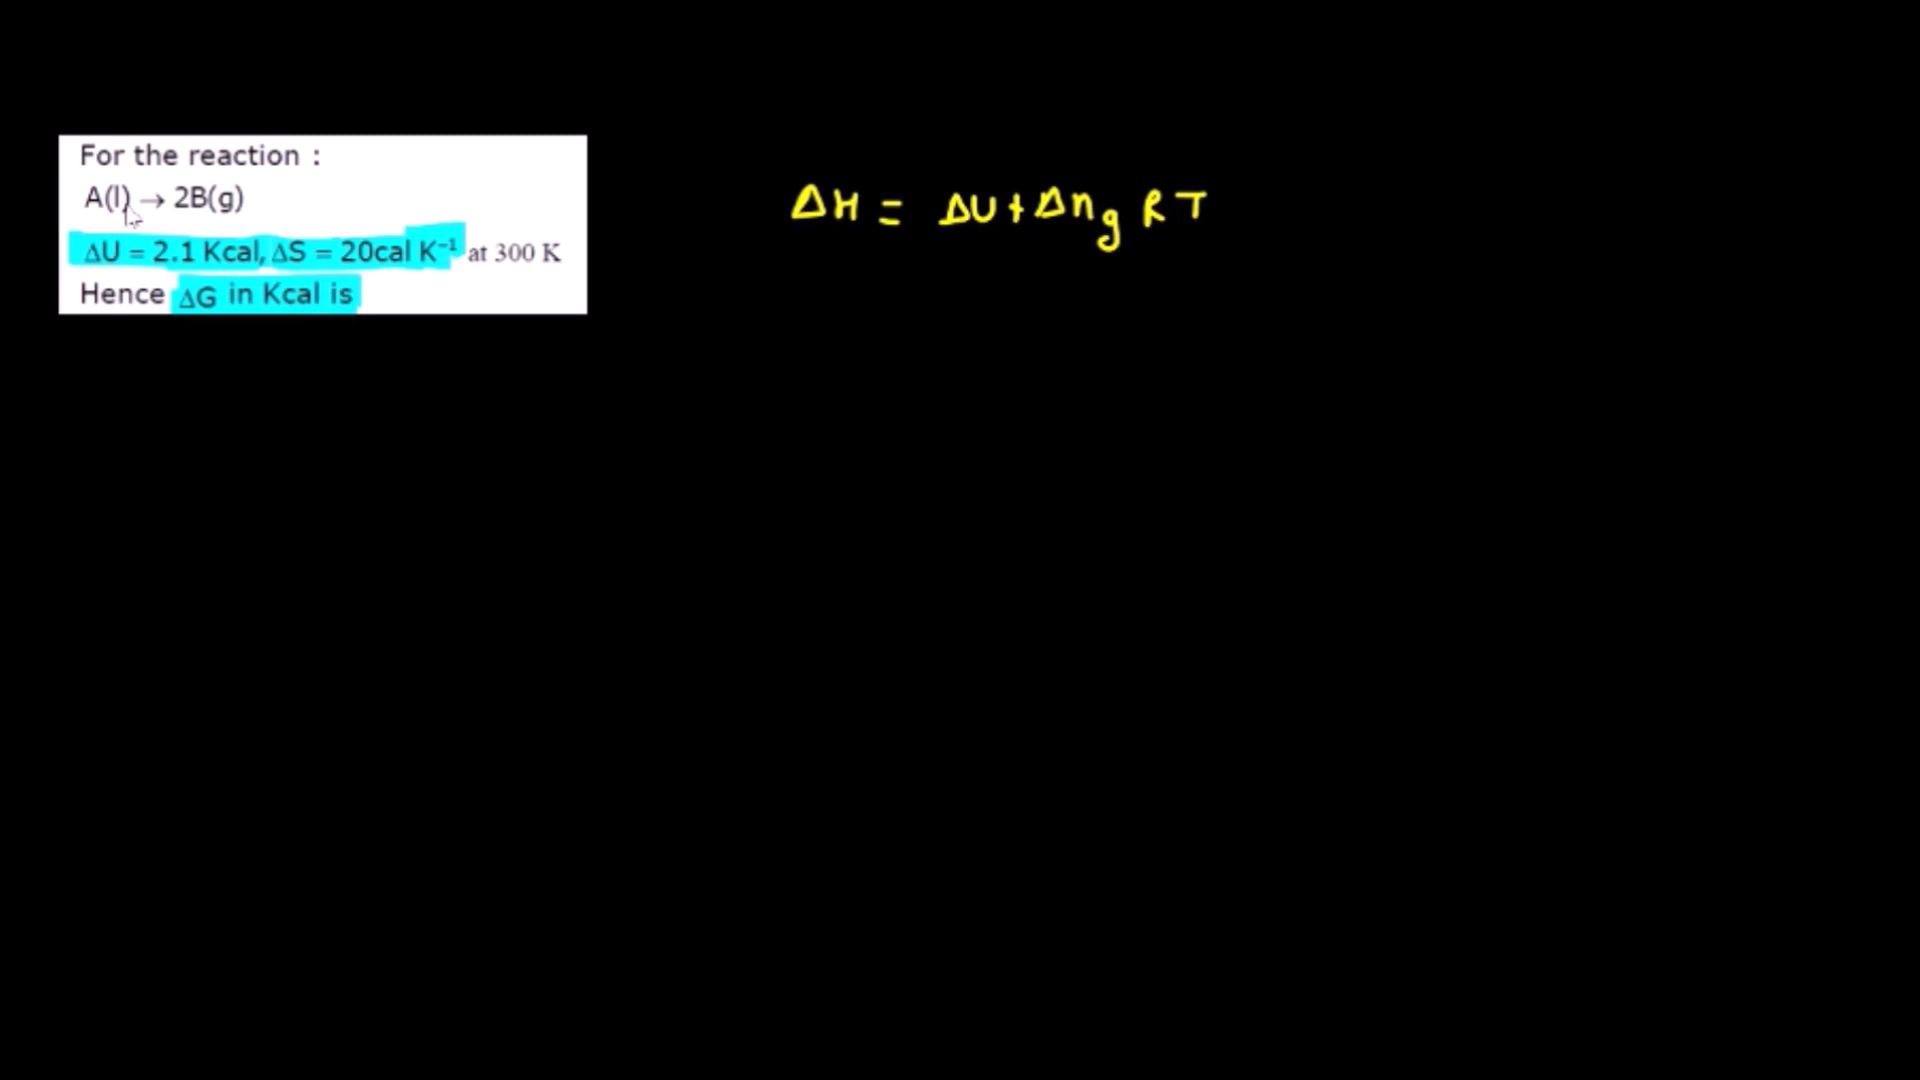 For the reaction :
A(l) → 2B(g)
ΔU = 2.1 Kcal, ΔS = 20cal K⁻¹ at 300 K
Hence ΔG in Kcal is
ΔH = ΔU + Δng RT